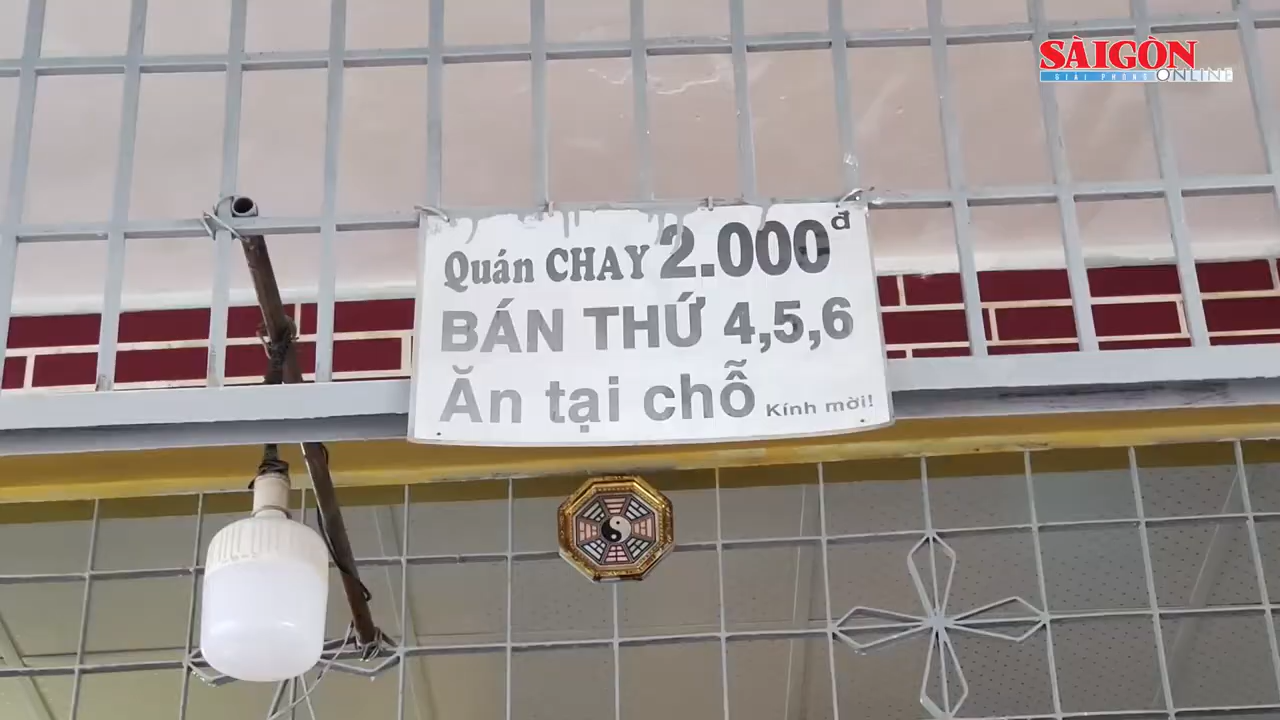 SÀIGÒN
GIẢI PHÓNG ONLINE
Quán CHAY 2.000đ
BÁN THỨ 4,5,6
Ăn tại chỗ Kính mời!